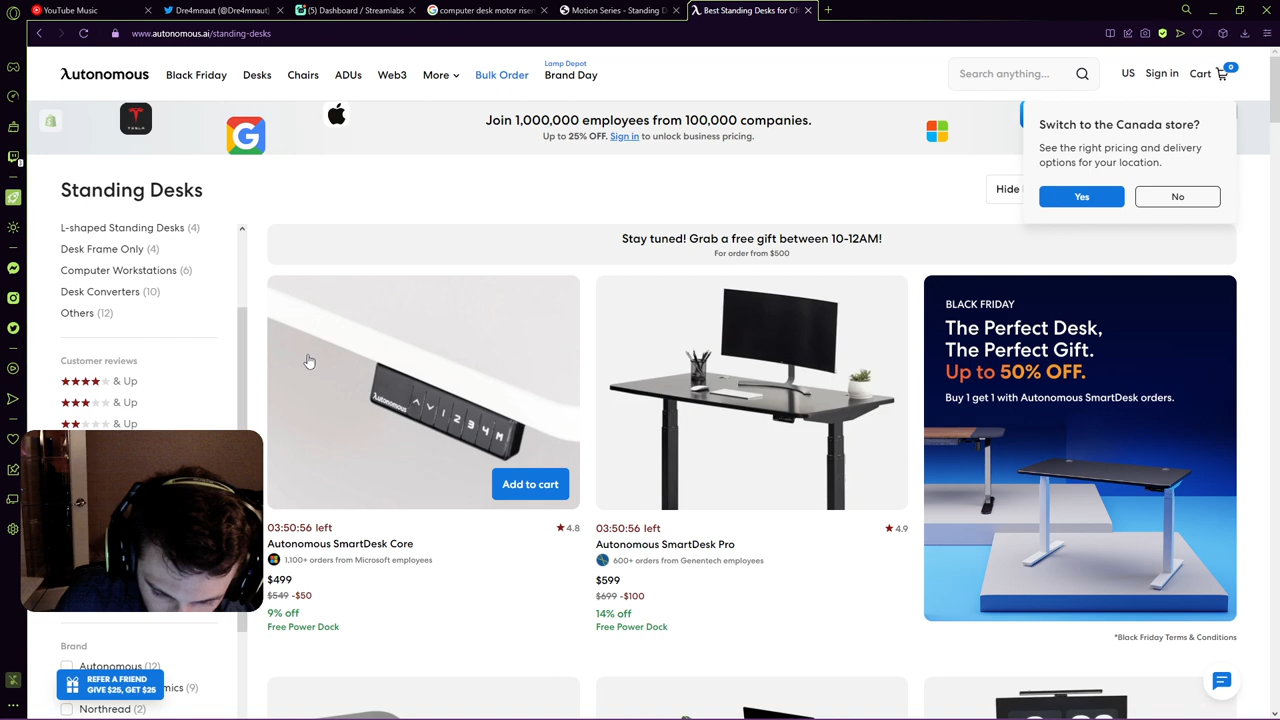 YouTube Music
Twitter (@Dre4mnaut)
(5) Dashboard / Streamlabs
computer desk motor risen
Motion Series - Standing D
Best Standing Desks for Of
www.autonomous.ai/standing-desks
Autonomous
Black Friday
Desks
Chairs
ADUs
Web3
More
Bulk Order
Lamp Depot
Brand Day
Search anything...
US
Sign in
Cart
0
Join 1,000,000 employees from 100,000 companies.
Up to 25% OFF. Sign in to unlock business pricing.
Switch to the Canada store?
See the right pricing and delivery
options for your location.
Yes
No
Standing Desks
Hide
L-shaped Standing Desks (4)
Desk Frame Only (4)
Computer Workstations (6)
Desk Converters (10)
Others (12)
Customer reviews
& Up
& Up
& Up
Brand
Autonomous (12)
mics (9)
Northread (2)
REFER A FRIEND
GIVE $25, GET $25
Stay tuned! Grab a free gift between 10-12AM!
For order from $500
Autonomous
1 2 3 4 M
Add to cart
03:50:56 left
4.8
Autonomous SmartDesk Core
1,100+ orders from Microsoft employees
$499
$549 -$50
9% off
Free Power Dock
03:50:56 left
4.9
Autonomous SmartDesk Pro
600+ orders from Genentech employees
$599
$699 -$100
14% off
Free Power Dock
BLACK FRIDAY
The Perfect Desk,
The Perfect Gift.
Up to 50% OFF.
Buy 1 get 1 with Autonomous SmartDesk orders.
*Black Friday Terms & Conditions